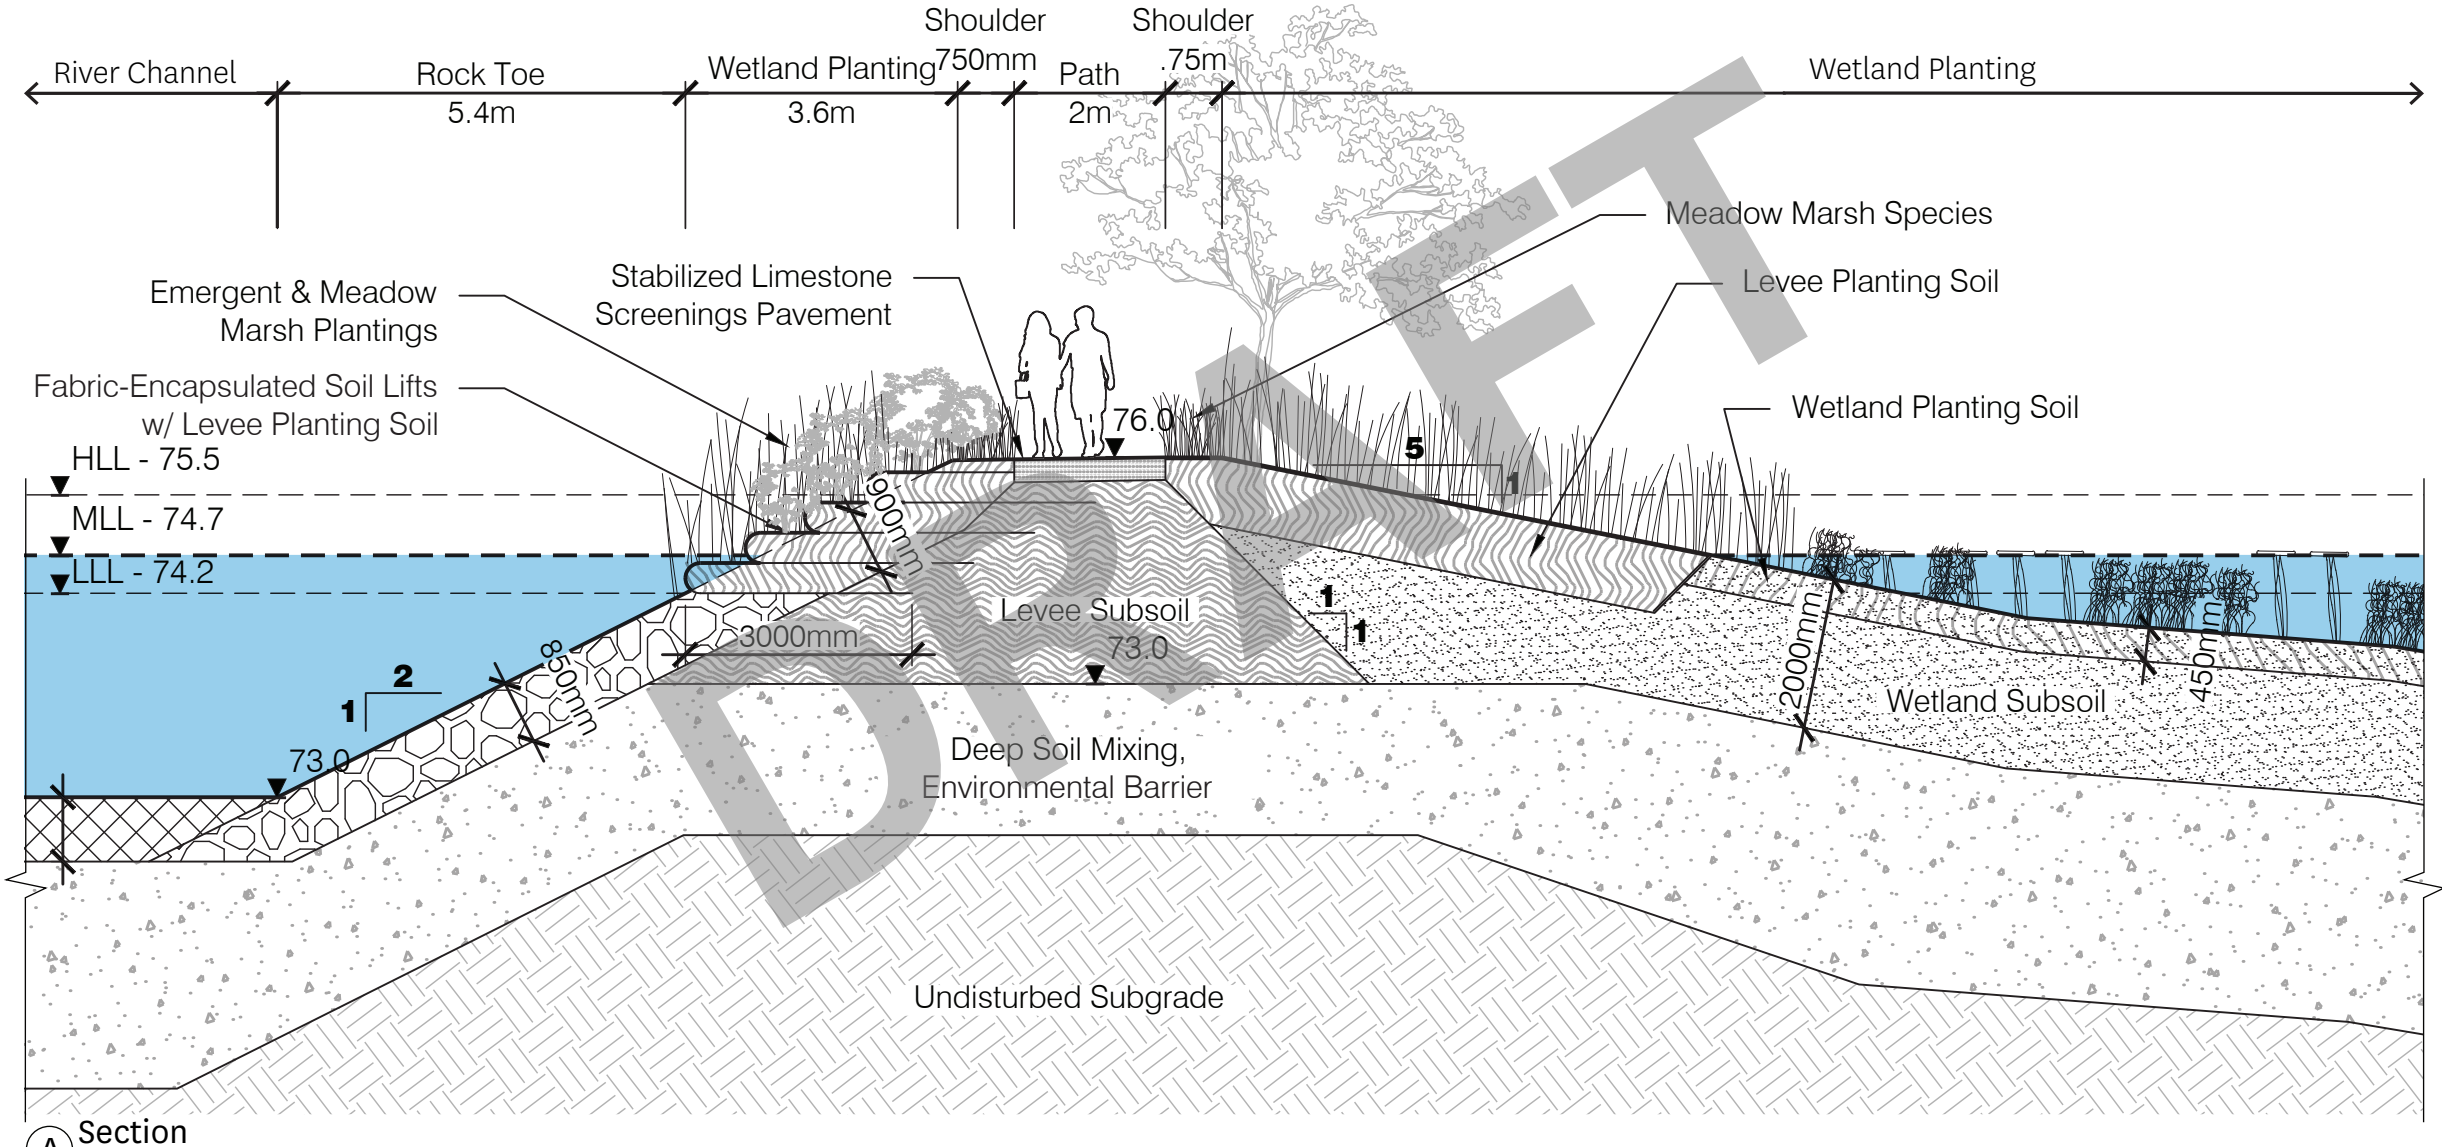 Shoulder
750mm
Shoulder
.75m
River Channel
Rock Toe
5.4m
Wetland Planting
3.6m
Path
2m
Wetland Planting
Meadow Marsh Species
Levee Planting Soil
Wetland Planting Soil
Stabilized Limestone
Screenings Pavement
Emergent & Meadow
Marsh Plantings
Fabric-Encapsulated Soil Lifts
w/ Levee Planting Soil
HLL - 75.5
MLL - 74.7
LLL - 74.2
76.0
5
1
900mm
Levee Subsoil
73.0
1
1
3000mm
850mm
2
1
73.0
2000mm
450mm
Wetland Subsoil
Deep Soil Mixing,
Environmental Barrier
Undisturbed Subgrade
DRAFT
A
Section